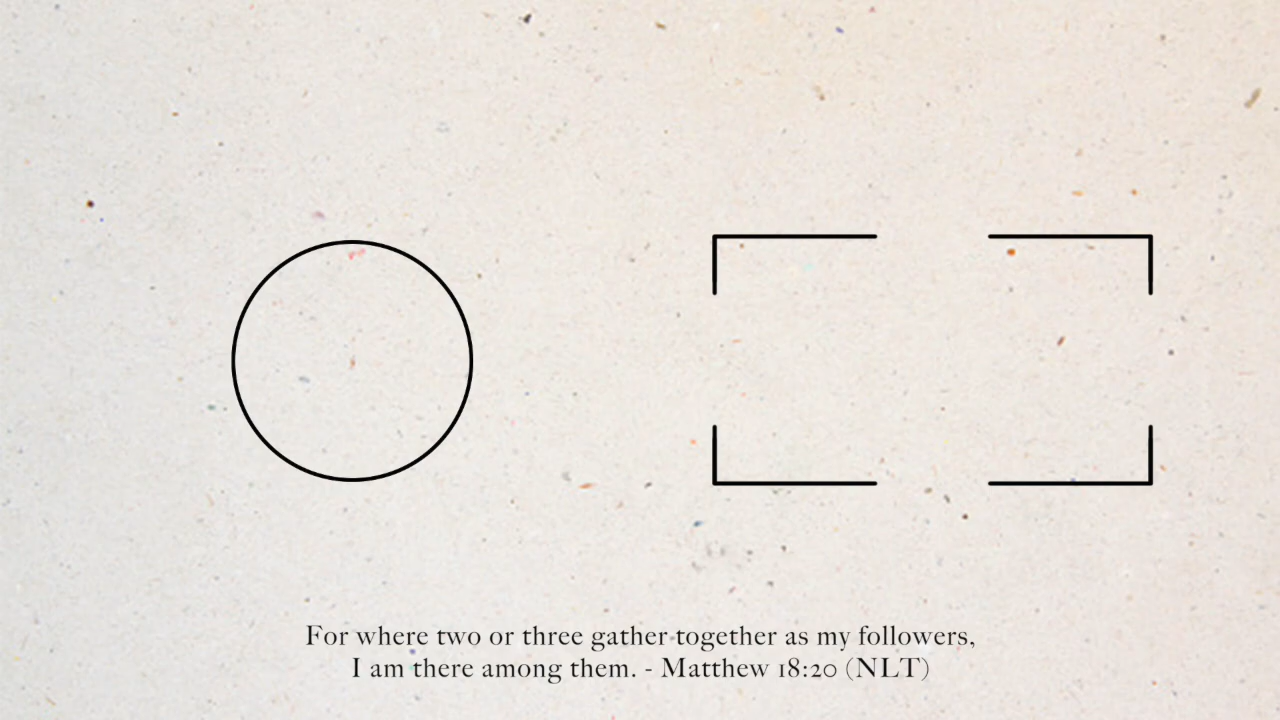 For where two or three gather together as my followers,
I am there among them. - Matthew 18:20 (NLT)